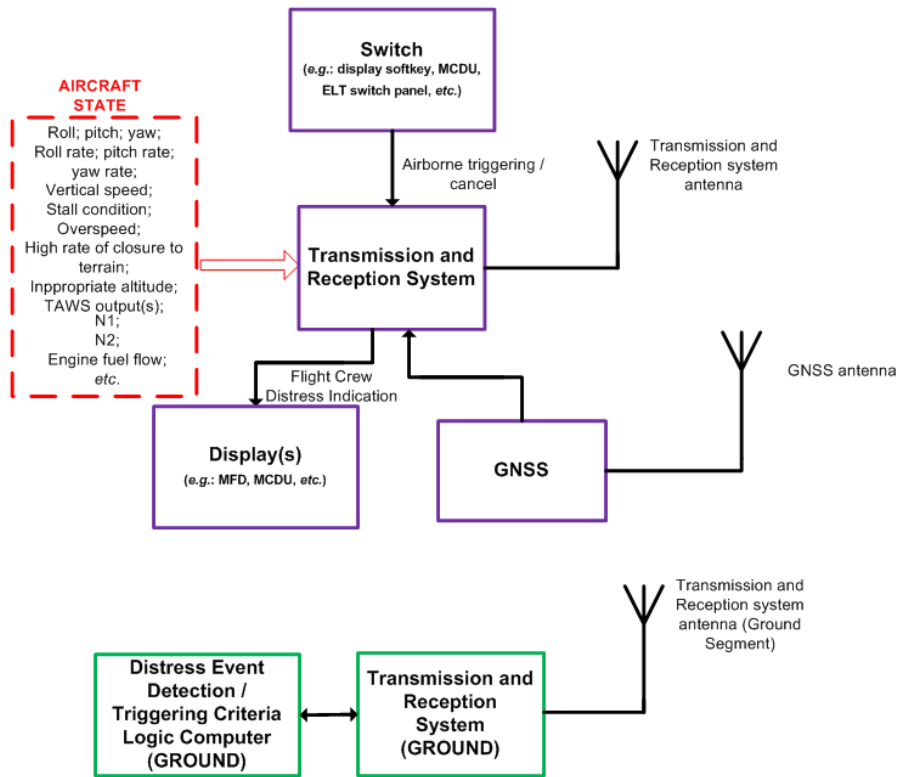 Switch
(e.g.: display softkey, MCDU,
ELT switch panel, etc.)
AIRCRAFT
STATE
Roll; pitch; yaw;
Roll rate; pitch rate;
yaw rate;
Vertical speed;
Stall condition;
Overspeed;
High rate of closure to
terrain;
Inppropriate altitude;
TAWS output(s);
N1;
N2;
Engine fuel flow;
etc.
Airborne triggering /
cancel
Transmission and
Reception system
antenna
Transmission and
Reception System
Flight Crew
Distress Indication
GNSS antenna
Display(s)
(e.g.: MFD, MCDU, etc.)
GNSS
Transmission and
Reception system
antenna (Ground
Segment)
Distress Event
Detection /
Triggering Criteria
Logic Computer
(GROUND)
Transmission and
Reception
System
(GROUND)